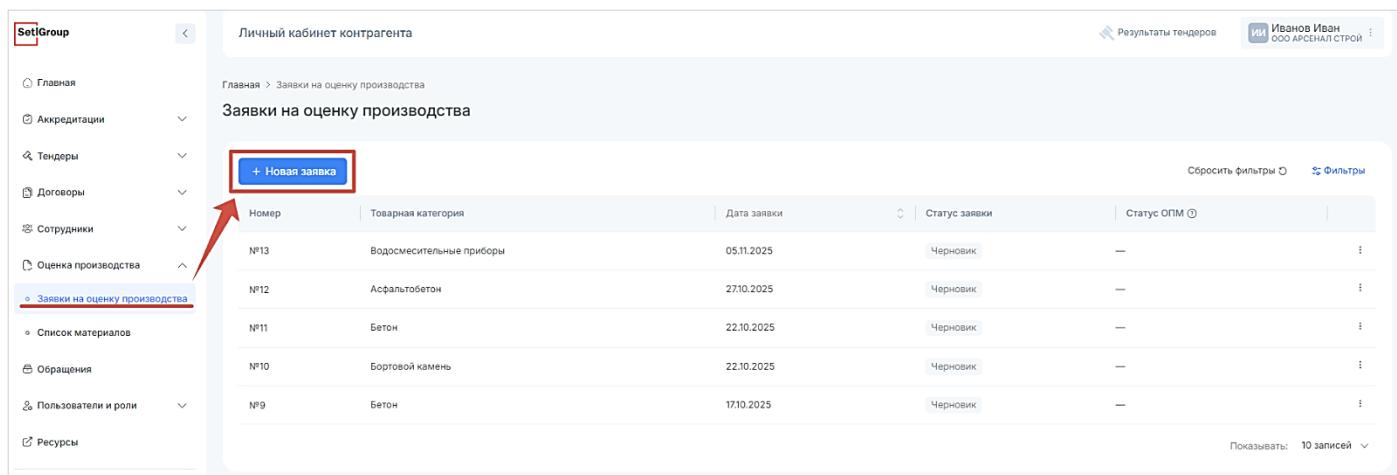 SetlGroup
Личный кабинет контрагента
Результаты тендеров
ИИ
Иванов Иван
ООО АРСЕНАЛ СТРОЙ
Главная
Аккредитации
Тендеры
Договоры
Сотрудники
Оценка производства
Заявки на оценку производства
Список материалов
Обращения
Пользователи и роли
Ресурсы
Главная > Заявки на оценку производства
Заявки на оценку производства
+ Новая заявка
Сбросить фильтры
Фильтры
Номер Товарная категория Дата заявки Статус заявки Статус ОПМ
№13 Водосмесительные приборы 05.11.2025 Черновик —
№12 Асфальтобетон 27.10.2025 Черновик —
№11 Бетон 22.10.2025 Черновик —
№10 Бортовой камень 22.10.2025 Черновик —
№9 Бетон 17.10.2025 Черновик —
Показывать: 10 записей